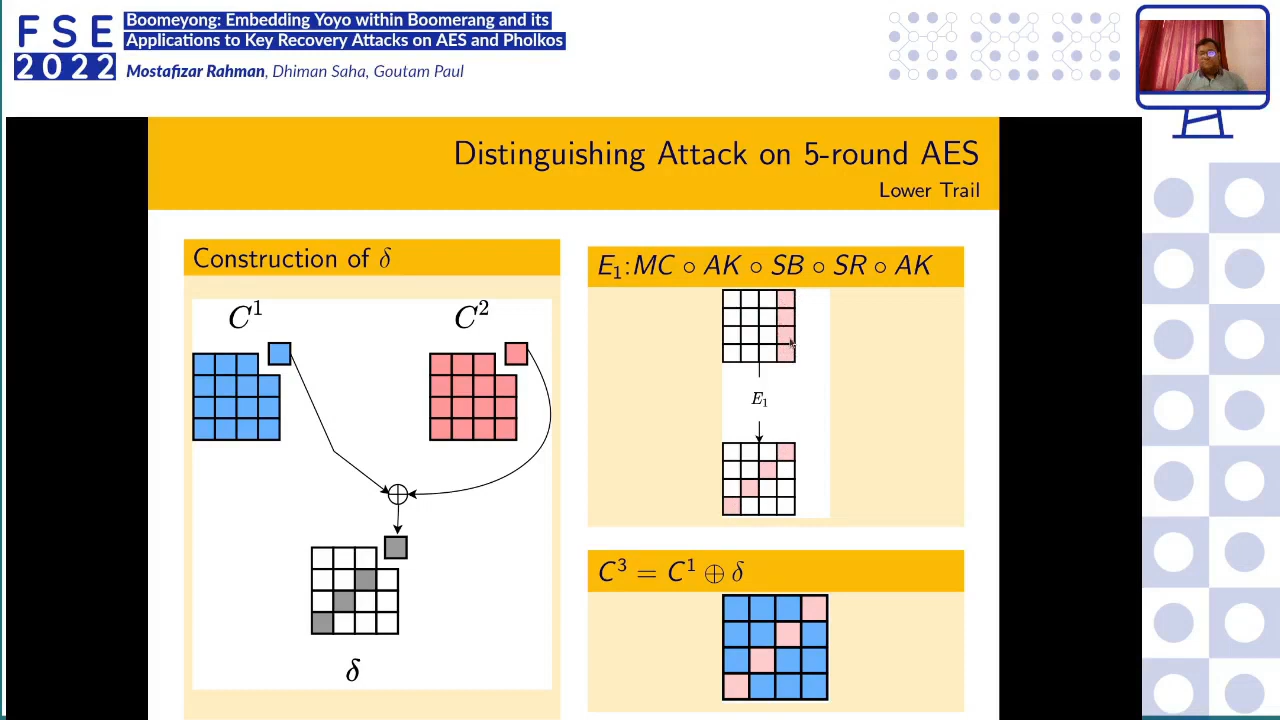 FSE
2022
Boomeyong: Embedding Yoyo within Boomerang and its
Applications to Key Recovery Attacks on AES and Pholkos
Mostafizar Rahman, Dhiman Saha, Goutam Paul
Distinguishing Attack on 5-round AES
Lower Trail
Construction of δ
C¹
C²
⊕
δ
E₁:MC ∘ AK ∘ SB ∘ SR ∘ AK
E₁
C³ = C¹ ⊕ δ